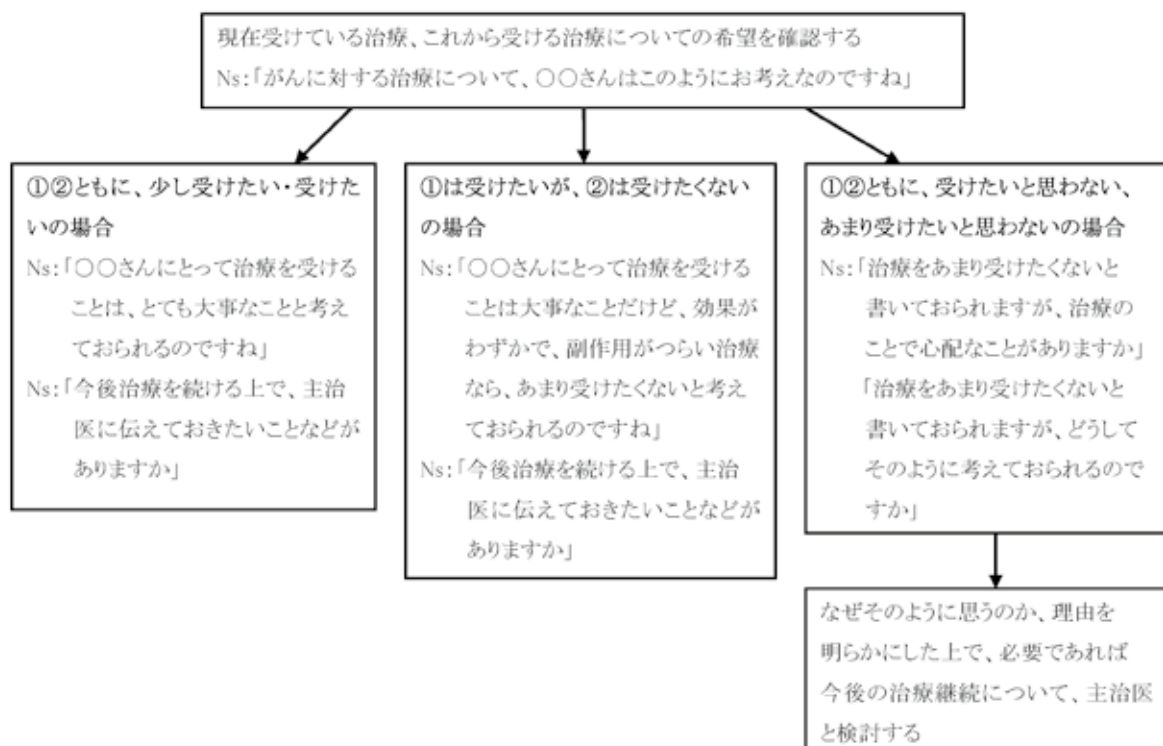 現在受けている治療、これから受ける治療についての希望を確認する
Ns:「がんに対する治療について、〇〇さんはこのようにお考えなのですね」
①②ともに、少し受けたい・受けた
いの場合
Ns:「〇〇さんにとって治療を受ける
ことは、とても大事なことと考え
ておられるのですね」
Ns:「今後治療を続ける上で、主治
医に伝えておきたいことなどが
ありますか」
①は受けたいが、②は受けたくない
の場合
Ns:「〇〇さんにとって治療を受ける
ことは大事なことだけど、効果が
わずかで、副作用がつらい治療
なら、あまり受けたくないと考え
ておられるのですね」
Ns:「今後治療を続ける上で、主治
医に伝えておきたいことなどが
ありますか」
①②ともに、受けたいと思わない、
あまり受けたいと思わないの場合
Ns:「治療をあまり受けたくないと
書いておられますが、治療の
ことで心配なことがありますか」
「治療をあまり受けたくないと
書いておられますが、どうして
そのように考えておられるので
すか」
なぜそのように思うのか、理由を
明らかにした上で、必要であれば
今後の治療継続について、主治医
と検討する